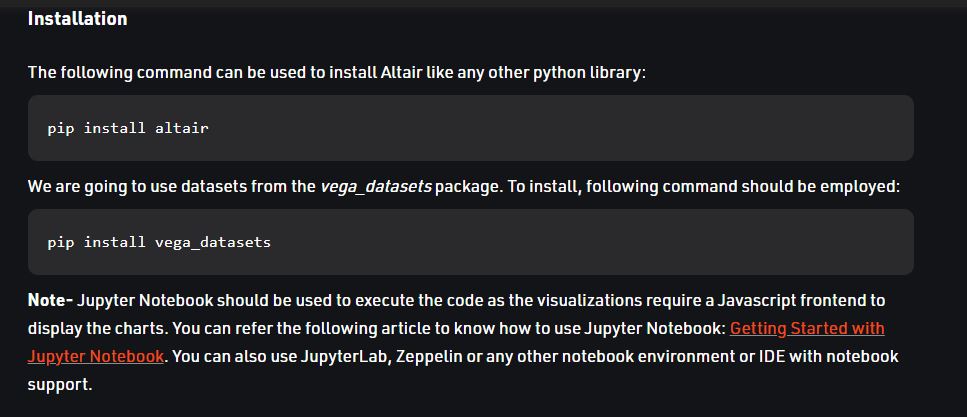 Installation
The following command can be used to install Altair like any other python library:
pip install altair
We are going to use datasets from the vega_datasets package. To install, following command should be employed:
pip install vega_datasets
Note- Jupyter Notebook should be used to execute the code as the visualizations require a Javascript frontend to
display the charts. You can refer the following article to know how to use Jupyter Notebook: Getting Started with
Jupyter Notebook. You can also use JupyterLab, Zeppelin or any other notebook environment or IDE with notebook
support.